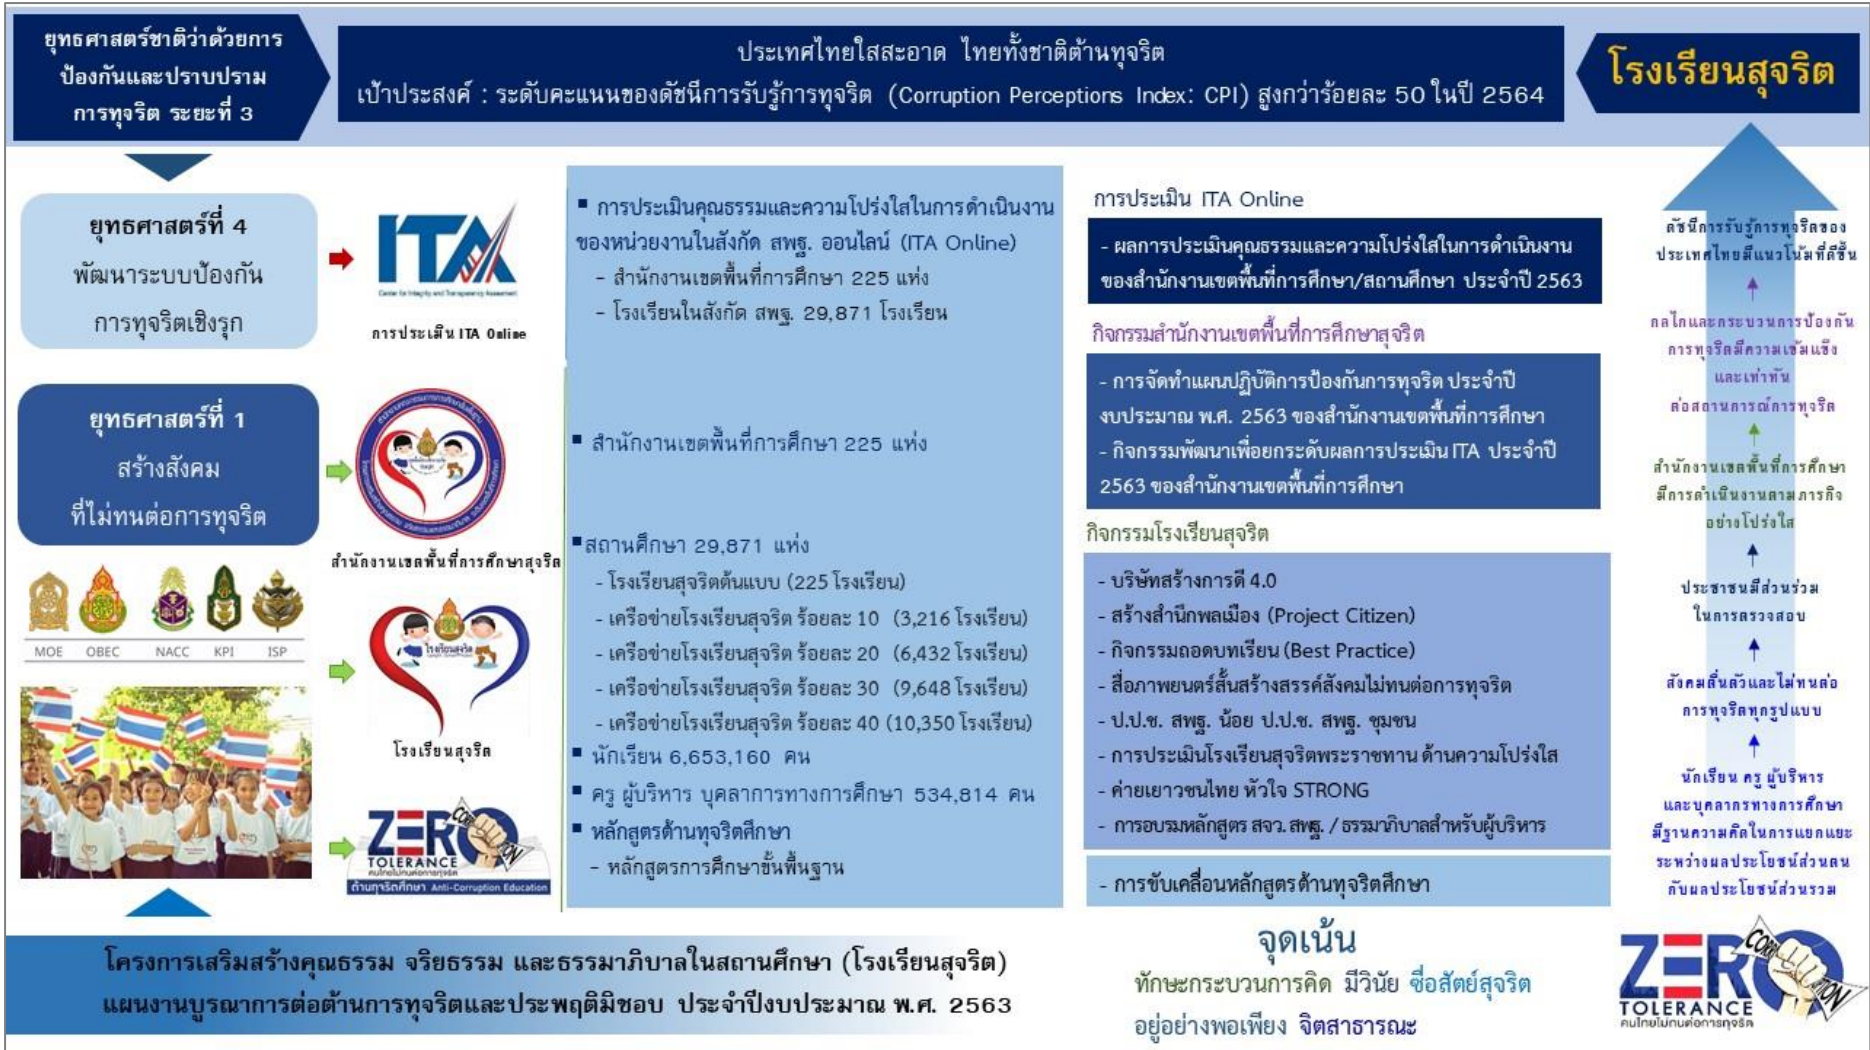 ยุทธศาสตร์ชาติว่าด้วยการ
ป้องกันและปราบปราม
การทุจริต ระยะที่ 3
ประเทศไทยใสสะอาด ไทยทั้งชาติต้านทุจริต
เป้าประสงค์ : ระดับคะแนนของดัชนีการรับรู้การทุจริต (Corruption Perceptions Index: CPI) สูงกว่าร้อยละ 50 ในปี 2564
โรงเรียนสุจริต
ยุทธศาสตร์ที่ 4
พัฒนาระบบป้องกัน
การทุจริตเชิงรุก
ITA
Center for Integrity and Transparency Assessment
การประเมิน ITA Online
ยุทธศาสตร์ที่ 1
สร้างสังคม
ที่ไม่ทนต่อการทุจริต
สำนักงานเขตพื้นที่การศึกษาสุจริต
MOE OBEC NACC KPI ISP
โรงเรียนสุจริต
โรงเรียนสุจริต
ZERO
CORRUPTION
TOLERANCE
คนไทยไม่ทนต่อการทุจริต
ต้านทุจริตศึกษา Anti-Corruption Education
▪ การประเมินคุณธรรมและความโปร่งใสในการดำเนินงาน
ของหน่วยงานในสังกัด สพฐ. ออนไลน์ (ITA Online)
– สำนักงานเขตพื้นที่การศึกษา 225 แห่ง
– โรงเรียนในสังกัด สพฐ. 29,871 โรงเรียน
▪ สำนักงานเขตพื้นที่การศึกษา 225 แห่ง
▪ สถานศึกษา 29,871 แห่ง
- โรงเรียนสุจริตต้นแบบ (225 โรงเรียน)
- เครือข่ายโรงเรียนสุจริต ร้อยละ 10 (3,216 โรงเรียน)
- เครือข่ายโรงเรียนสุจริต ร้อยละ 20 (6,432 โรงเรียน)
- เครือข่ายโรงเรียนสุจริต ร้อยละ 30 (9,648 โรงเรียน)
- เครือข่ายโรงเรียนสุจริต ร้อยละ 40 (10,350 โรงเรียน)
▪ นักเรียน 6,653,160 คน
▪ ครู ผู้บริหาร บุคลาการทางการศึกษา 534,814 คน
▪ หลักสูตรต้านทุจริตศึกษา
– หลักสูตรการศึกษาขั้นพื้นฐาน
การประเมิน ITA Online
- ผลการประเมินคุณธรรมและความโปร่งใสในการดำเนินงาน
ของสำนักงานเขตพื้นที่การศึกษา/สถานศึกษา ประจำปี 2563
กิจกรรมสำนักงานเขตพื้นที่การศึกษาสุจริต
- การจัดทำแผนปฏิบัติการป้องกันการทุจริต ประจำปี
งบประมาณ พ.ศ. 2563 ของสำนักงานเขตพื้นที่การศึกษา
- กิจกรรมพัฒนาเพื่อยกระดับผลการประเมิน ITA ประจำปี
2563 ของสำนักงานเขตพื้นที่การศึกษา
กิจกรรมโรงเรียนสุจริต
- บริษัทสร้างการดี 4.0
- สร้างสำนึกพลเมือง (Project Citizen)
- กิจกรรมถอดบทเรียน (Best Practice)
- สื่อภาพยนตร์สั้นสร้างสรรค์สังคมไม่ทนต่อการทุจริต
- ป.ป.ช. สพฐ. น้อย ป.ป.ช. สพฐ. ชุมชน
- การประเมินโรงเรียนสุจริตพระราชทาน ด้านความโปร่งใส
- ค่ายเยาวชนไทย หัวใจ STRONG
- การอบรมหลักสูตร สจว. สพฐ. / ธรรมาภิบาลสำหรับผู้บริหาร
- การขับเคลื่อนหลักสูตรต้านทุจริตศึกษา
ดัชนีการรับรู้การทุจริตของ
ประเทศไทยมีแนวโน้มที่ดีขึ้น
กลไกและกระบวนการป้องกัน
การทุจริตมีความเข้มแข็ง
และเท่าทัน
ต่อสถานการณ์การทุจริต
สำนักงานเขตพื้นที่การศึกษา
มีการดำเนินงานตามภารกิจ
อย่างโปร่งใส
ประชาชนมีส่วนร่วม
ในการตรวจสอบ
สังคมตื่นตัวและไม่ทนต่อ
การทุจริตทุกรูปแบบ
นักเรียน ครู ผู้บริหาร
และบุคลากรทางการศึกษา
มีฐานความคิดในการแยกแยะ
ระหว่างผลประโยชน์ส่วนตน
กับผลประโยชน์ส่วนรวม
โครงการเสริมสร้างคุณธรรม จริยธรรม และธรรมาภิบาลในสถานศึกษา (โรงเรียนสุจริต)
แผนงานบูรณาการต่อต้านการทุจริตและประพฤติมิชอบ ประจำปีงบประมาณ พ.ศ. 2563
จุดเน้น
ทักษะกระบวนการคิด มีวินัย ซื่อสัตย์สุจริต
อยู่อย่างพอเพียง จิตสาธารณะ
ZERO
CORRUPTION
TOLERANCE
คนไทยไม่ทนต่อการทุจริต